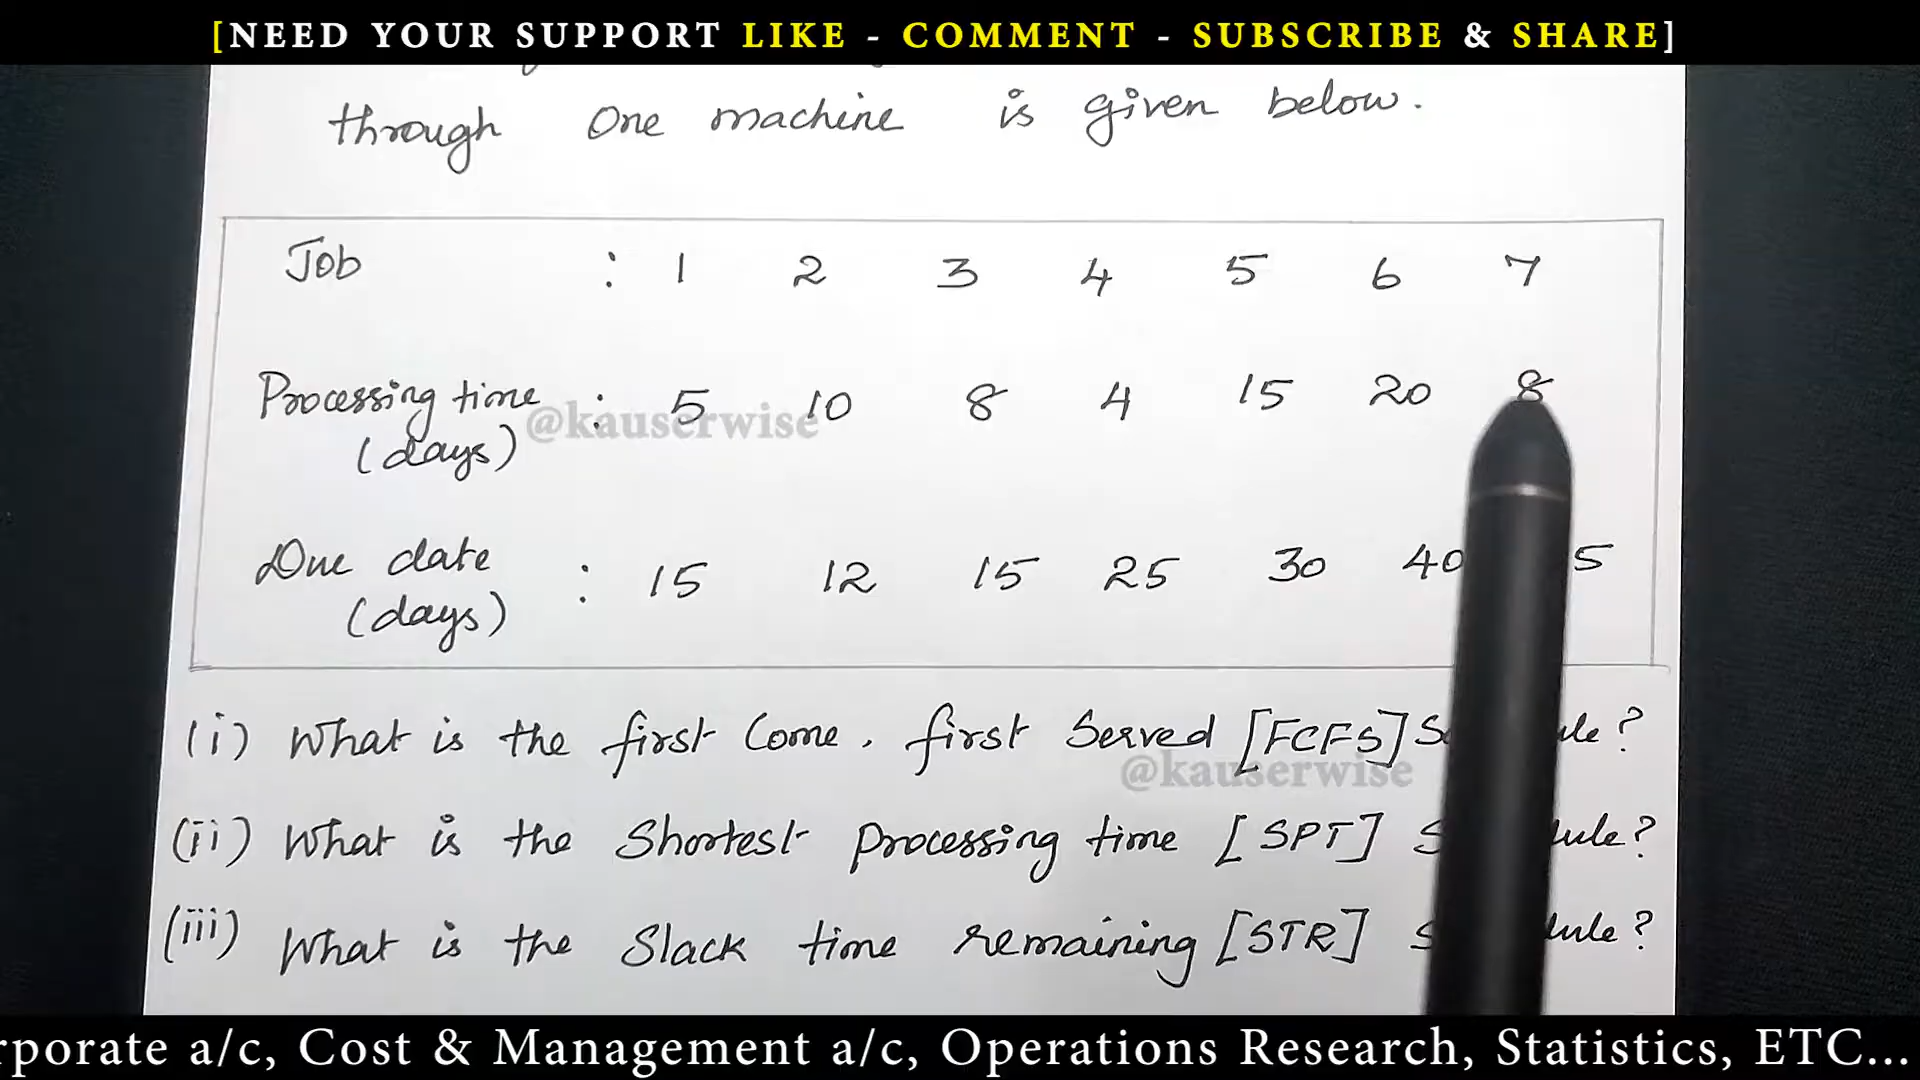 [NEED YOUR SUPPORT LIKE - COMMENT - SUBSCRIBE & SHARE]
through one machine is given below.
Job : 1 2 3 4 5 6 7
Processing time : 5 10 8 4 15 20 8
(days)
@kauserwise
Due date : 15 12 15 25 30 40 5
(days)
(i) What is the first Come, first Served [FCFS]
@kauserwise
(ii) What is the Shortest Processing time [SPT]
(iii) What is the Slack time remaining [STR]
rporate a/c, Cost & Management a/c, Operations Research, Statistics, ETC...